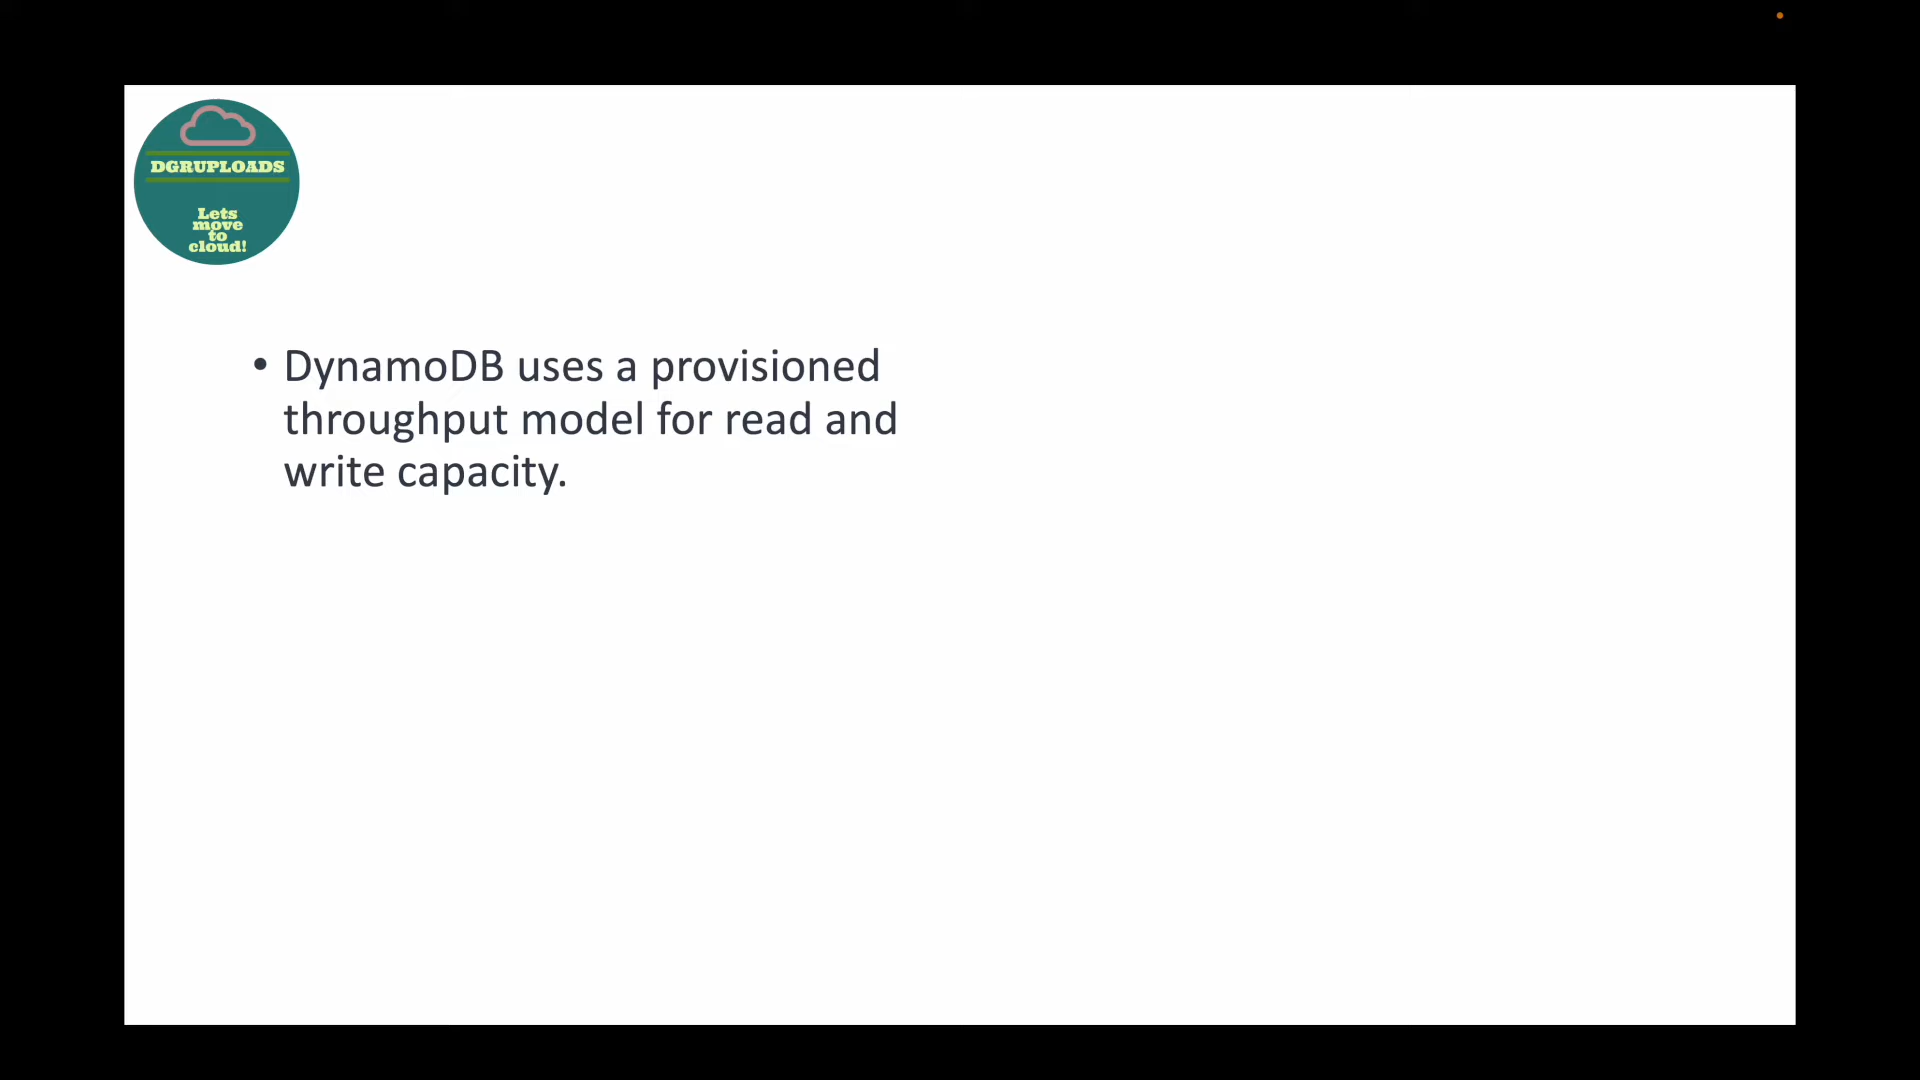 DGRUPLOADS
Lets
move
to
cloud!
• DynamoDB uses a provisioned
throughput model for read and
write capacity.